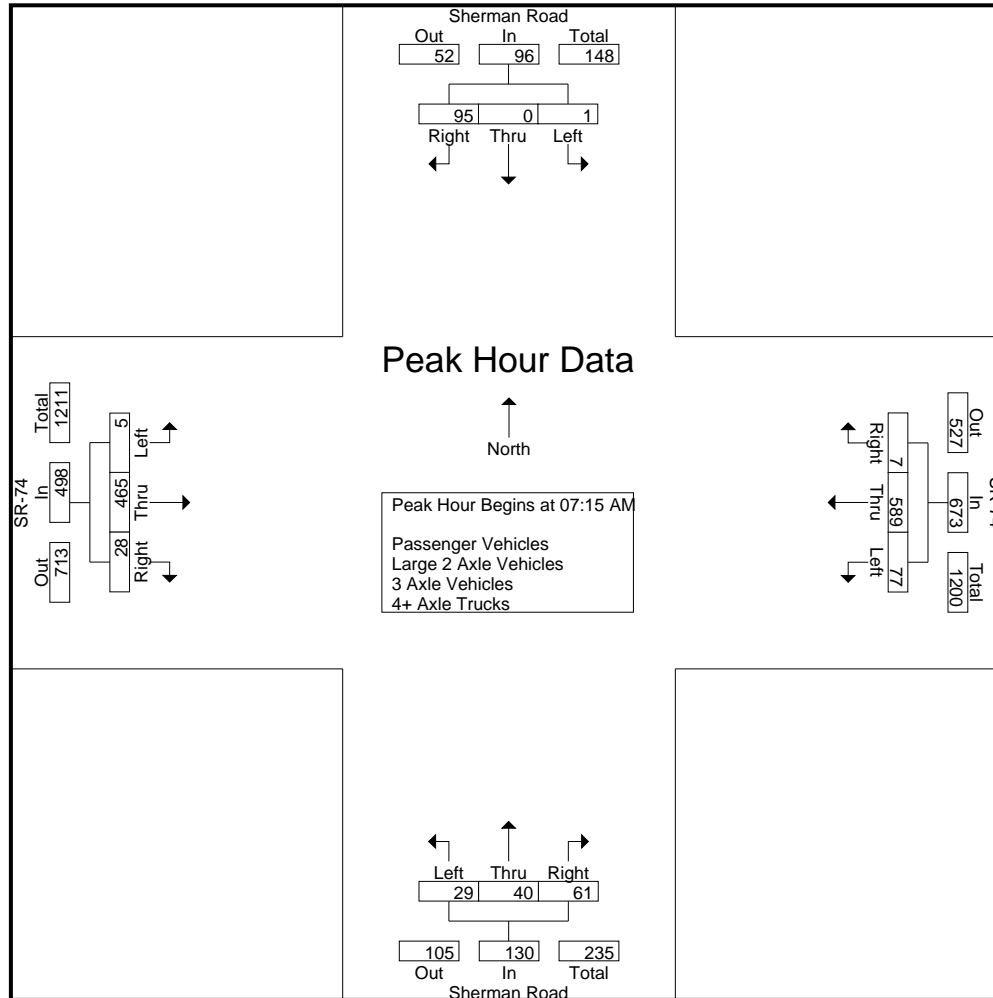 Sherman Road
Out In Total
52 96 148
95 0 1
Right Thru Left
Peak Hour Data
North
Peak Hour Begins at 07:15 AM
Passenger Vehicles
Large 2 Axle Vehicles
3 Axle Vehicles
4+ Axle Trucks
SR-74
Out In Total
713 498 1211
5 465 28
Left Thru Right
Right Thru Left
7 589 77
Out In Total
527 673 1200
Left Thru Right
29 40 61
105 130 235
Out In Total
Sherman Road